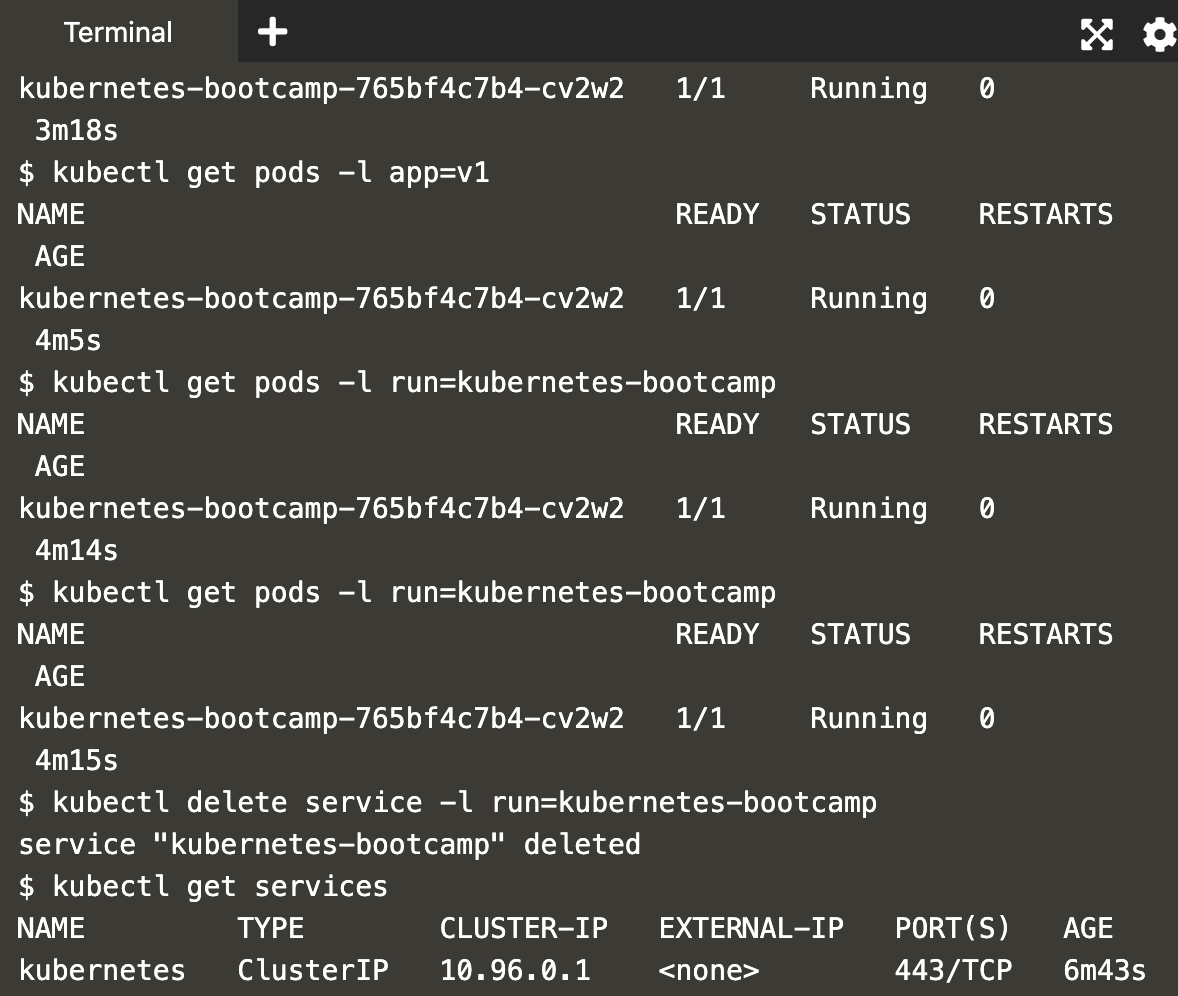 Terminal
kubernetes-bootcamp-765bf4c7b4-cv2w2   1/1     Running   0
 3m18s
$ kubectl get pods -l app=v1
NAME                                   READY   STATUS    RESTARTS
 AGE
kubernetes-bootcamp-765bf4c7b4-cv2w2   1/1     Running   0
 4m5s
$ kubectl get pods -l run=kubernetes-bootcamp
NAME                                   READY   STATUS    RESTARTS
 AGE
kubernetes-bootcamp-765bf4c7b4-cv2w2   1/1     Running   0
 4m14s
$ kubectl get pods -l run=kubernetes-bootcamp
NAME                                   READY   STATUS    RESTARTS
 AGE
kubernetes-bootcamp-765bf4c7b4-cv2w2   1/1     Running   0
 4m15s
$ kubectl delete service -l run=kubernetes-bootcamp
service "kubernetes-bootcamp" deleted
$ kubectl get services
NAME         TYPE        CLUSTER-IP   EXTERNAL-IP   PORT(S)   AGE
kubernetes   ClusterIP   10.96.0.1    <none>        443/TCP   6m43s